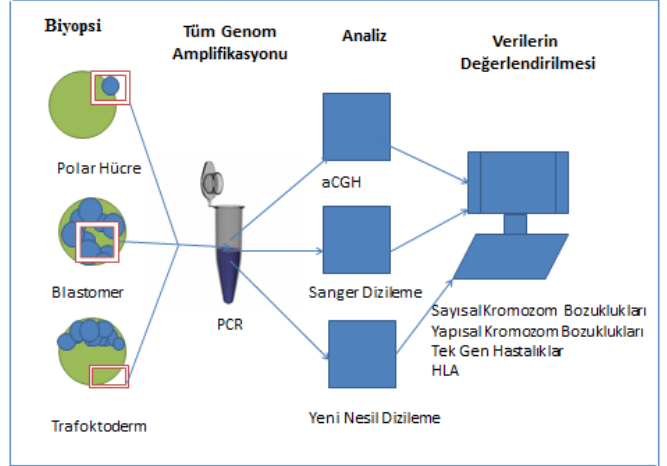 Biyopsi
Tüm Genom
Amplifikasyonu
Analiz
Verilerin
Değerlendirilmesi
Polar Hücre
Blastomer
Trafoktoderm
PCR
aCGH
Sanger Dizileme
Yeni Nesil Dizileme
Sayısal Kromozom Bozuklukları
Yapısal Kromozom Bozuklukları
Tek Gen Hastalıklar
HLA